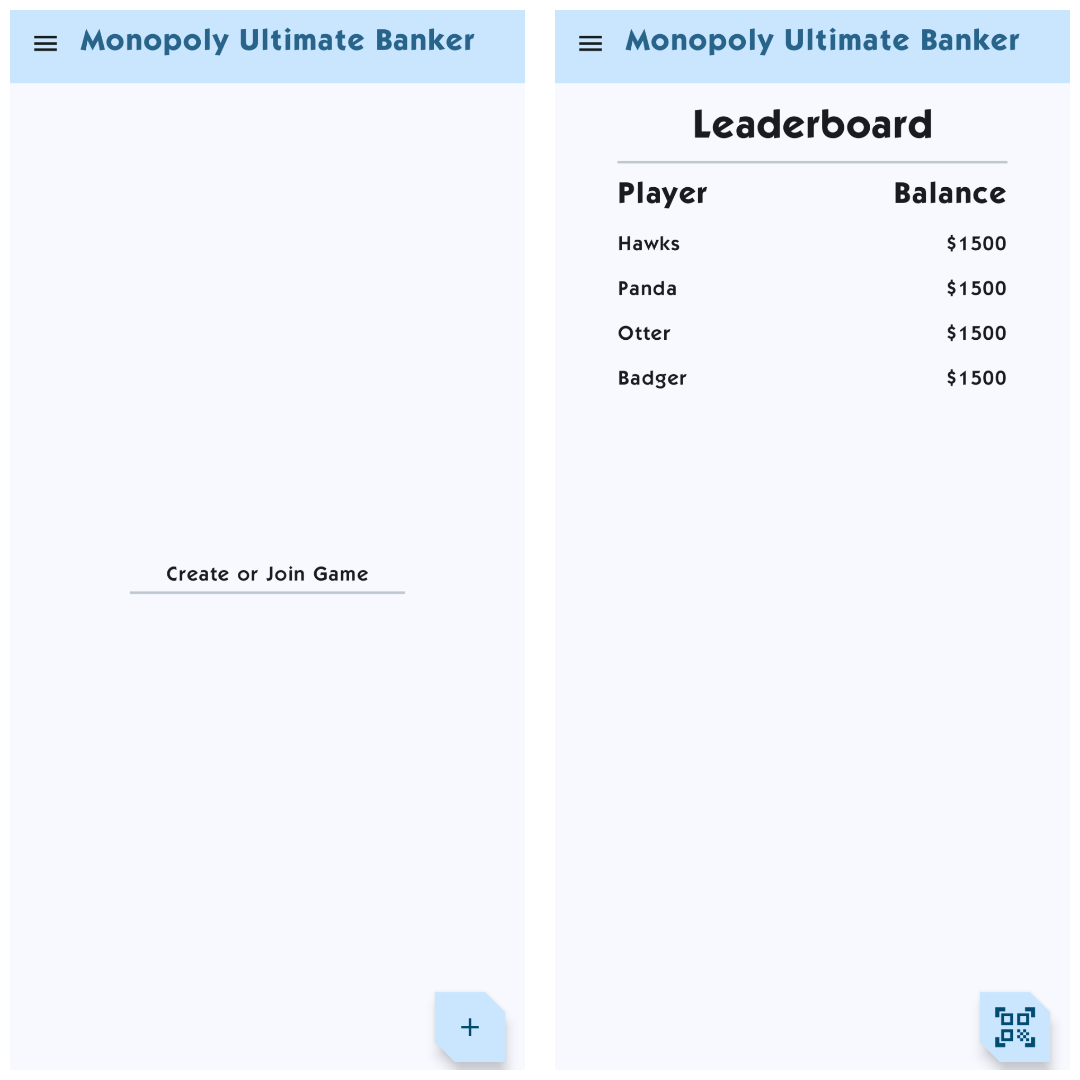 Monopoly Ultimate Banker
Create or Join Game
Monopoly Ultimate Banker
Leaderboard
Player Balance
Hawks $1500
Panda $1500
Otter $1500
Badger $1500